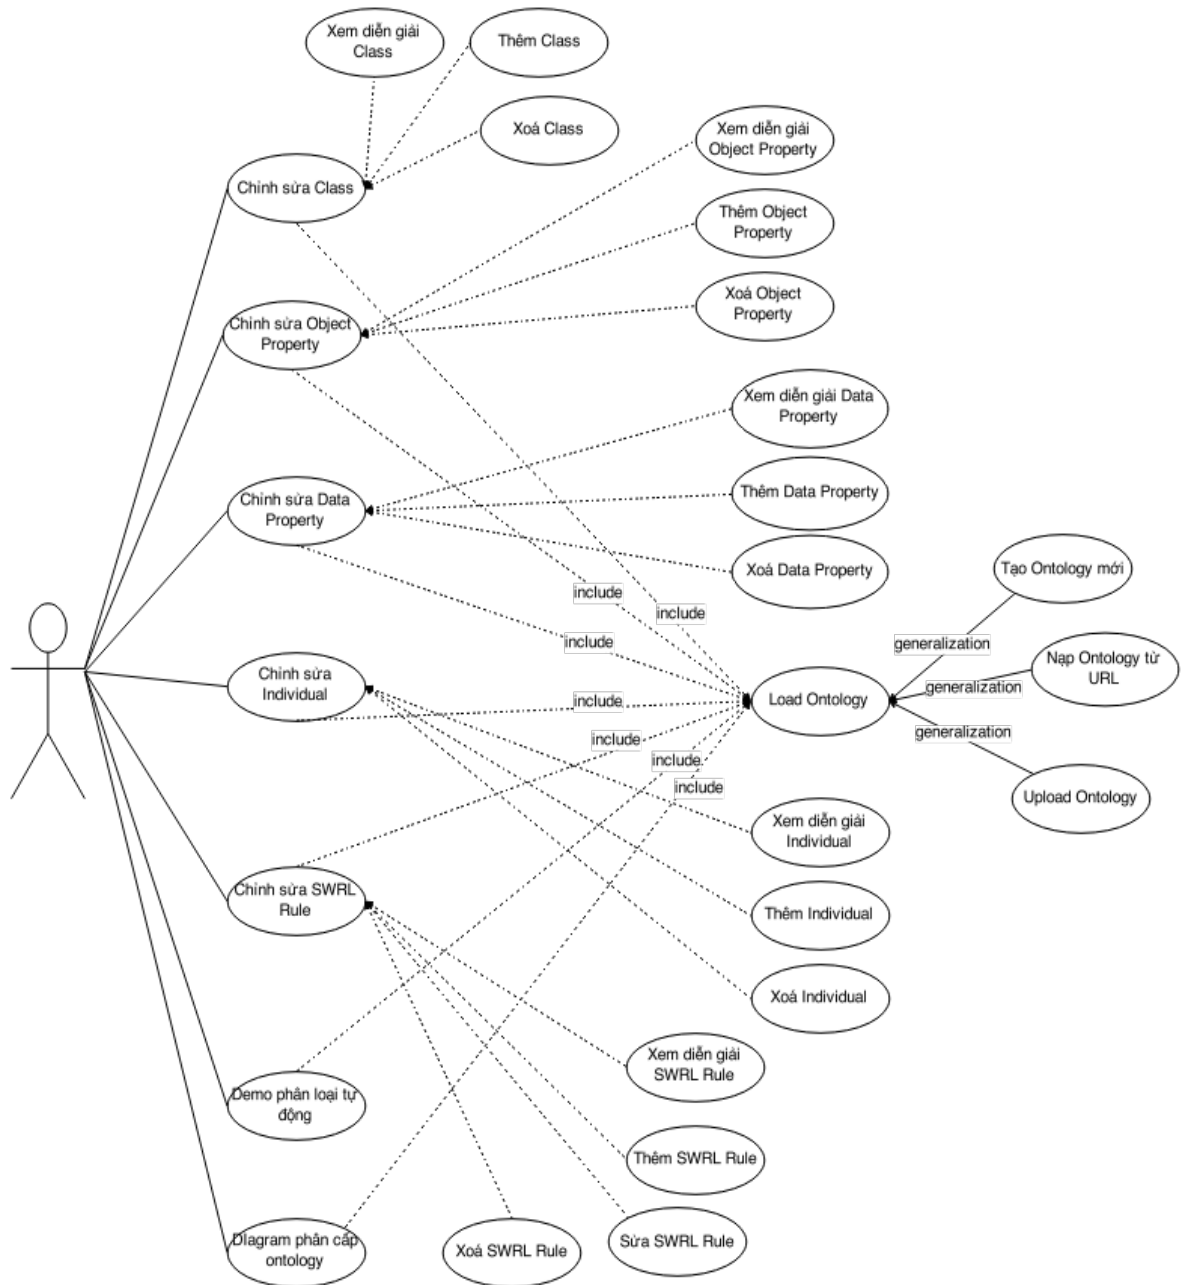 Xem diễn giải
Class
Thêm Class
Xoá Class
Chỉnh sửa Class
Xem diễn giải
Object Property
Thêm Object
Property
Xoá Object
Property
Chỉnh sửa Object
Property
Xem diễn giải Data
Property
Thêm Data Property
Xoá Data Property
Chỉnh sửa Data
Property
include
include
include
Tạo Ontology mới
generalization
Nạp Ontology từ
URL
generalization
Load Ontology
generalization
Upload Ontology
Chỉnh sửa
Individual
include
include
include
include
Xem diễn giải
Individual
Thêm Individual
Xoá Individual
Chỉnh sửa SWRL
Rule
Xem diễn giải
SWRL Rule
Thêm SWRL Rule
Sửa SWRL Rule
Xoá SWRL Rule
Demo phân loại tự
động
DIagram phân cấp
ontology